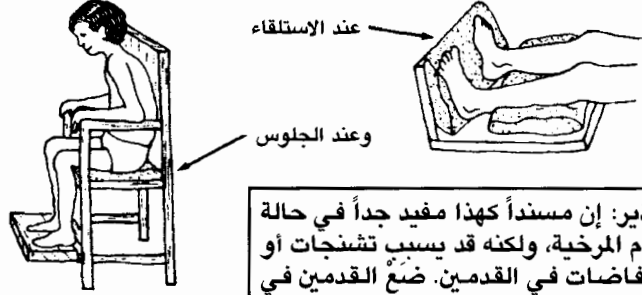 عند الاستلقاء
وعند الجلوس
إن مسنداً كهذا مفيد جداً في حالة
المرخية، ولكنه قد يسبب تشنجات أو
في القدمين. ضَعْ القدمين في